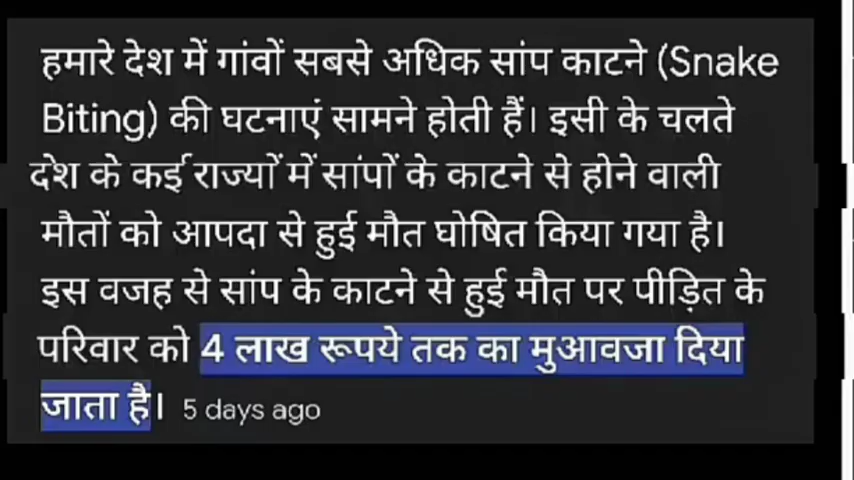 हमारे देश में गांवों सबसे अधिक सांप काटने (Snake
Biting) की घटनाएं सामने होती हैं। इसी के चलते
देश के कई राज्यों में सांपों के काटने से होने वाली
मौतों को आपदा से हुई मौत घोषित किया गया है।
इस वजह से सांप के काटने से हुई मौत पर पीड़ित के
परिवार को 4 लाख रूपये तक का मुआवजा दिया
जाता है। 5 days ago